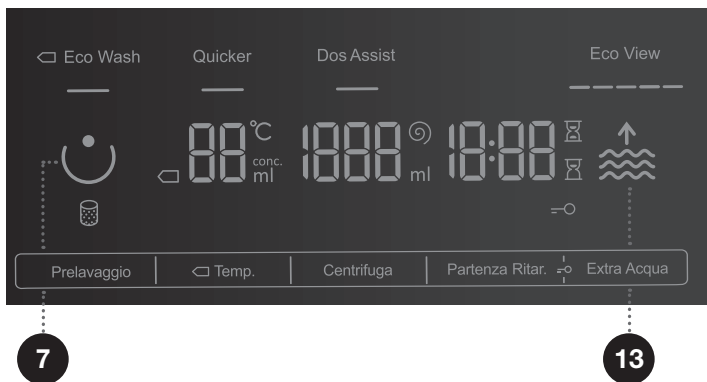 Eco Wash Quicker Dos Assist Eco View
88 °C 1888 18:88
conc.
ml ml
Prelavaggio Temp. Centrifuga Partenza Ritar. Extra Acqua
7 13